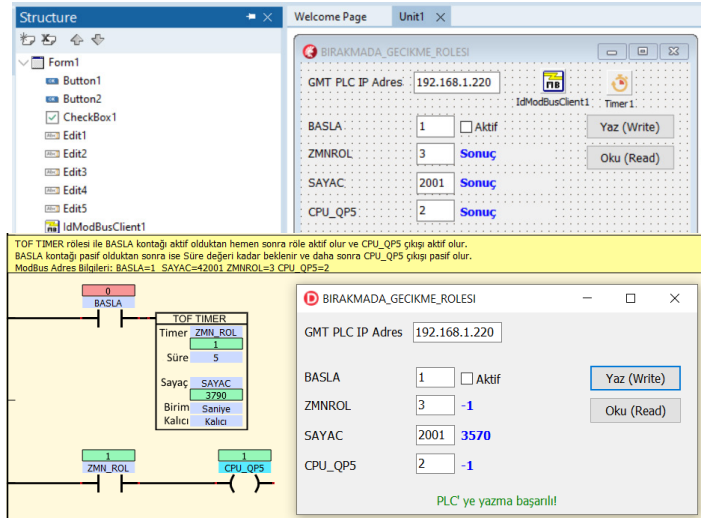 Structure
Form1
Button1
Button2
CheckBox1
Edit1
Edit2
Edit3
Edit4
Edit5
IdModBusClient1
Welcome Page
Unit1
BIRAKMADA_GECIKME_ROLESI
GMT PLC IP Adres 192.168.1.220
IdModBusClient1 Timer1
BASLA 1 Aktif Yaz (Write)
ZMNROL 3 Sonuç Oku (Read)
SAYAC 2001 Sonuç
CPU_QP5 2 Sonuç
TOF TIMER rölesi ile BASLA kontağı aktif olduktan hemen sonra röle aktif olur ve CPU_QP5 çıkışı aktif olur.
BASLA kontağı pasif olduktan sonra ise Süre değeri kadar beklenir ve daha sonra CPU_QP5 çıkışı pasif olur.
ModBus Adres Bilgileri: BASLA=1 SAYAC=42001 ZMNROL=3 CPU_QP5=2
0
BASLA
TOF TIMER
Timer ZMN_ROL
1
Süre 5
Sayaç SAYAC
3790
Birim Saniye
Kalıcı Kalıcı
1
ZMN_ROL
1
CPU_QP5
BIRAKMADA_GECIKME_ROLESI
GMT PLC IP Adres 192.168.1.220
BASLA 1 Aktif Yaz (Write)
ZMNROL 3 -1 Oku (Read)
SAYAC 2001 3570
CPU_QP5 2 -1
PLC' ye yazma başarılı!